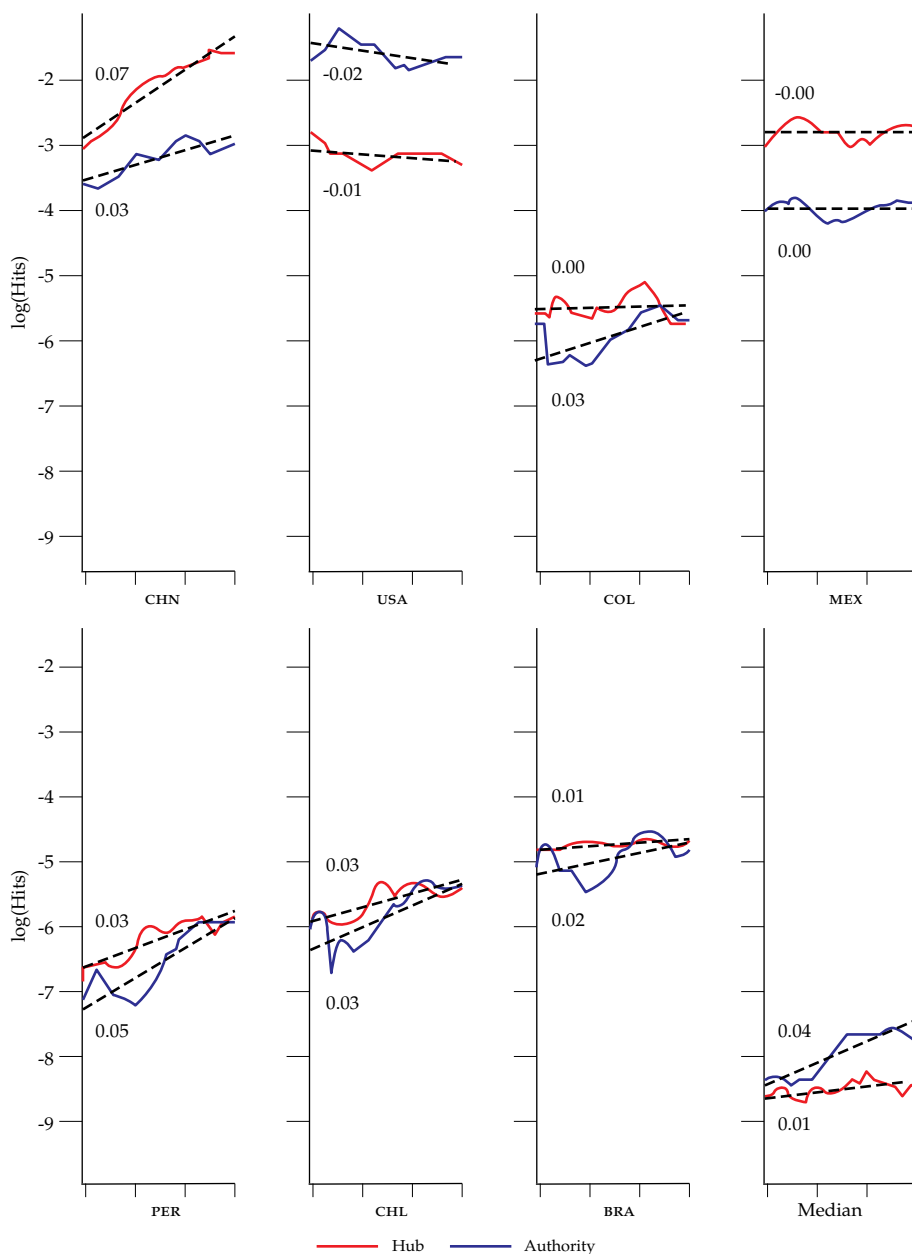 log(Hits)
-2
-3
-4
-5
-6
-7
-8
-9
0.07
0.03
CHN
-0.02
-0.01
USA
0.00
0.03
COL
-0.00
0.00
MEX
log(Hits)
-2
-3
-4
-5
-6
-7
-8
-9
0.03
0.05
PER
0.03
0.03
CHL
0.01
0.02
BRA
0.04
0.01
Median
Hub Authority